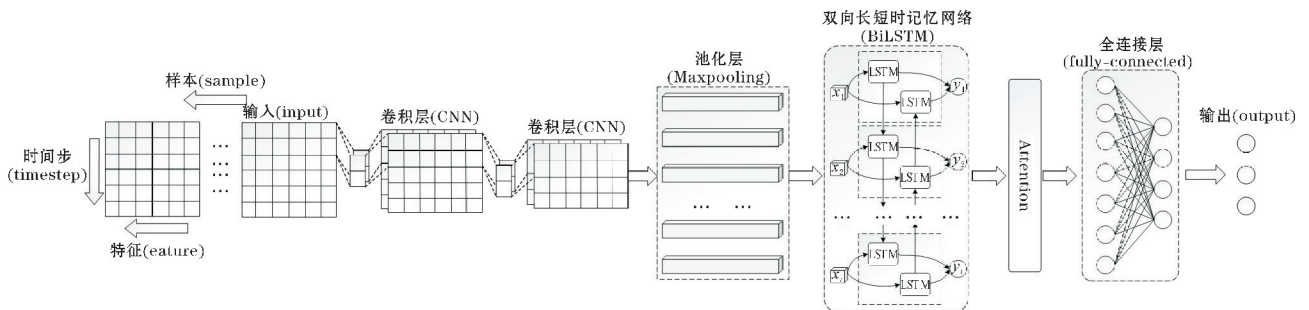 样本(sample)
输入(input)
时间步
(timestep)
特征(eature)
卷积层(CNN)
卷积层(CNN)
池化层
(Maxpooling)
... ...
双向长短时记忆网络
(BiLSTM)
x₁
LSTM
LSTM
y₁
x₂
LSTM
LSTM
y₂
... ... ... ...
LSTM
LSTM
Attention
全连接层
(fully-connected)
输出(output)